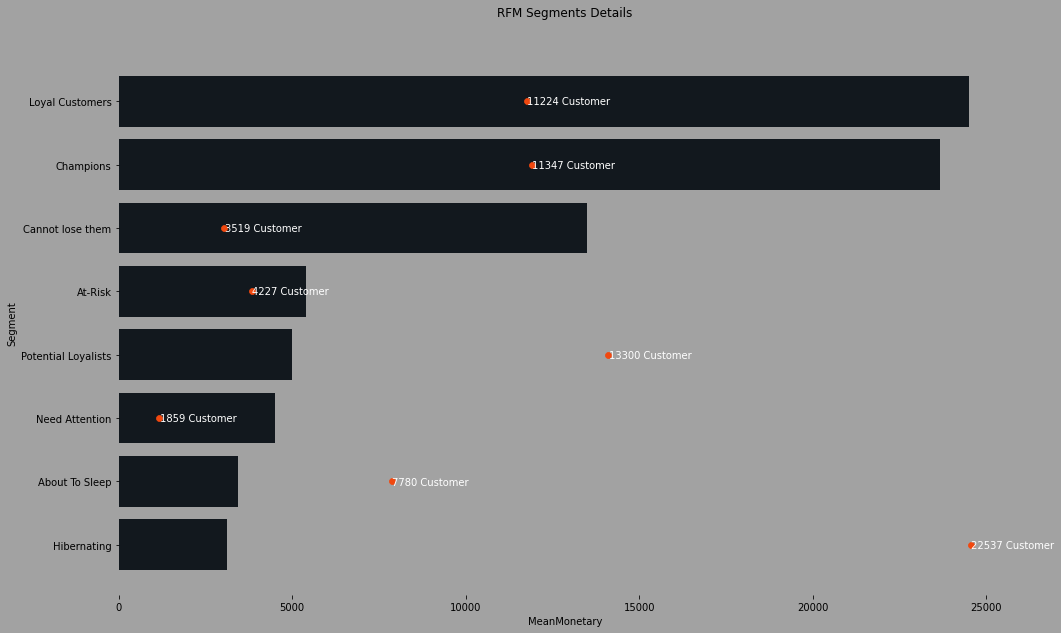 RFM Segments Details
Loyal Customers
11224 Customer
Champions
11347 Customer
Cannot lose them
3519 Customer
At-Risk
4227 Customer
Segment
Potential Loyalists
13300 Customer
Need Attention
1859 Customer
About To Sleep
7780 Customer
Hibernating
22537 Customer
0 5000 10000 15000 20000 25000
MeanMonetary